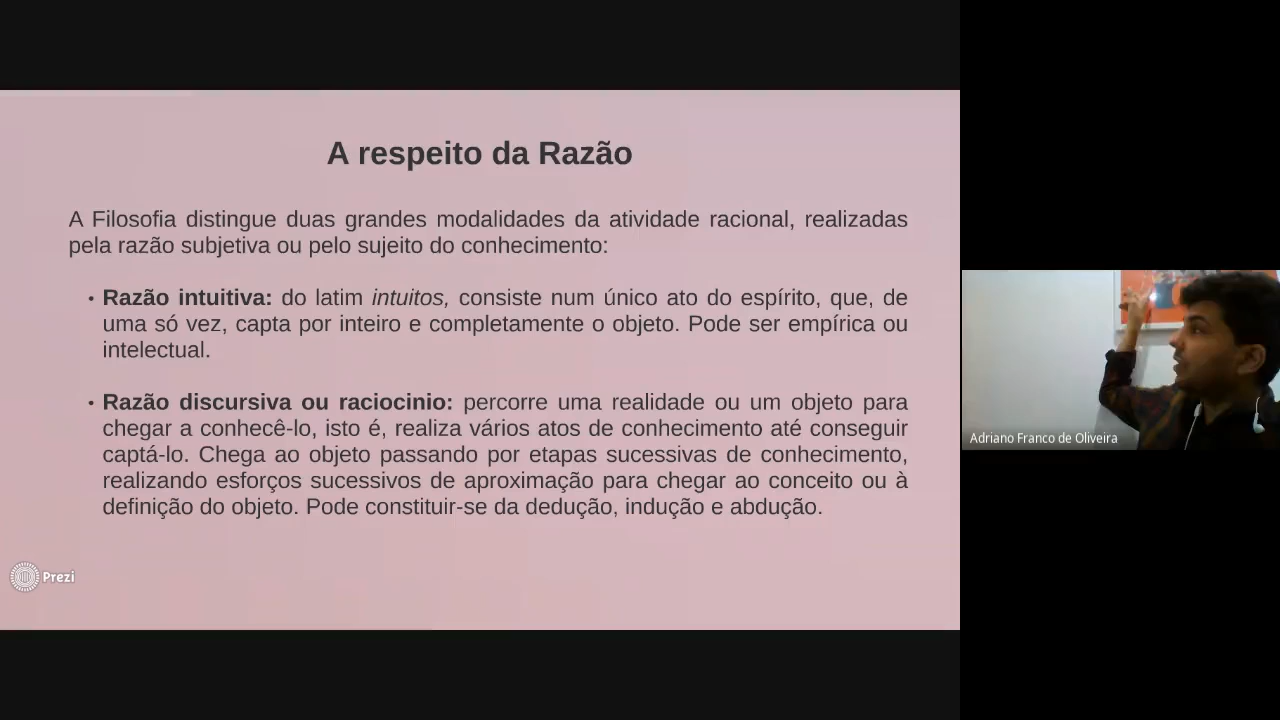 A respeito da Razão
A Filosofia distingue duas grandes modalidades da atividade racional, realizadas
pela razão subjetiva ou pelo sujeito do conhecimento:
• Razão intuitiva: do latim intuitos, consiste num único ato do espírito, que, de
uma só vez, capta por inteiro e completamente o objeto. Pode ser empírica ou
intelectual.
• Razão discursiva ou raciocinio: percorre uma realidade ou um objeto para
chegar a conhecê-lo, isto é, realiza vários atos de conhecimento até conseguir
captá-lo. Chega ao objeto passando por etapas sucessivas de conhecimento,
realizando esforços sucessivos de aproximação para chegar ao conceito ou à
definição do objeto. Pode constituir-se da dedução, indução e abdução.
Prezi
Adriano Franco de Oliveira